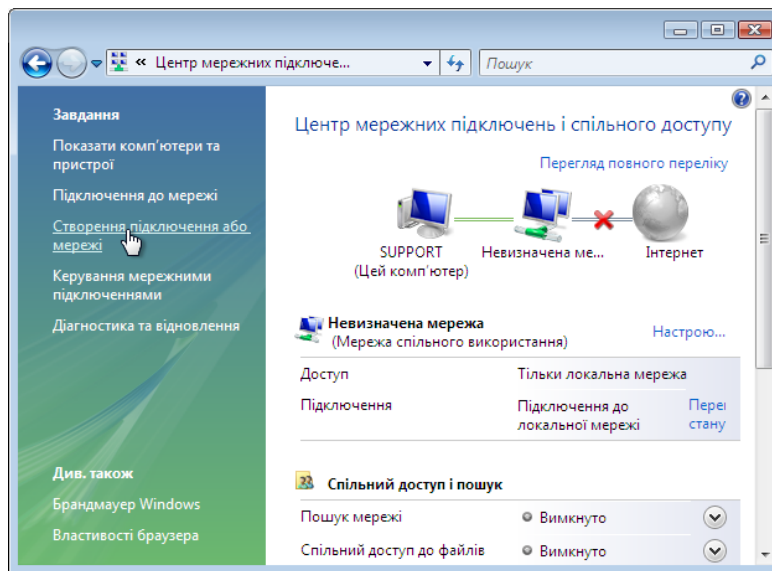 « Центр мережних підключе...
Пошук
Завдання
Показати комп'ютери та
пристрої
Підключення до мережі
Створення підключення або
мережі
Керування мережними
підключеннями
Діагностика та відновлення
Див. також
Брандмауер Windows
Властивості браузера
Центр мережних підключень і спільного доступу
Перегляд повного переліку
SUPPORT
(Цей комп'ютер)
Невизначена ме...
Інтернет
Невизначена мережа
(Мережа спільного використання)
Настрою...
Доступ
Тільки локальна мережа
Підключення
Підключення до
локальної мережі
Перег
стану
Спільний доступ і пошук
Пошук мережі
Вимкнуто
Спільний доступ до файлів
Вимкнуто